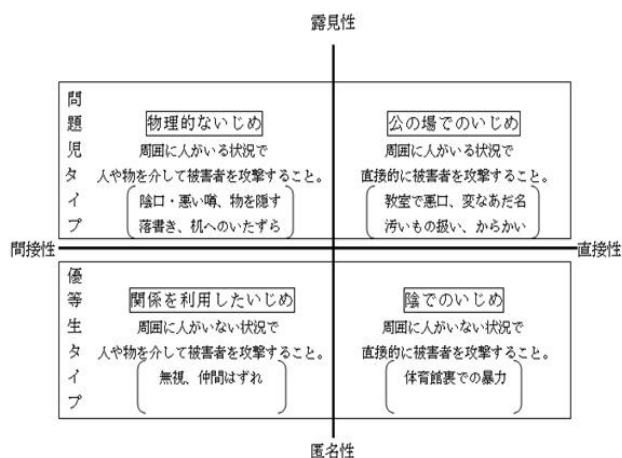 露見性
問題児タイプ
物理的ないじめ
周囲に人がいる状況で
人や物を介して被害者を攻撃すること。
陰口・悪い噂、物を隠す
落書き、机へのいたずら
公の場でのいじめ
周囲に人がいる状況で
直接的に被害者を攻撃すること。
教室で悪口、変なあだ名
汚いもの扱い、からかい
間接性
直接性
優等生タイプ
関係を利用したいじめ
周囲に人がいない状況で
人や物を介して被害者を攻撃すること。
無視、仲間はずれ
陰でのいじめ
周囲に人がいない状況で
直接的に被害者を攻撃すること。
体育館裏での暴力
匿名性